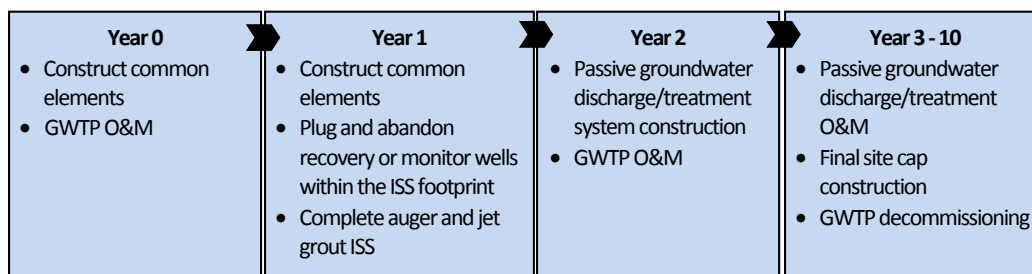 Year 0
• Construct common
elements
• GWTP O&M
Year 1
• Construct common
elements
• Plug and abandon
recovery or monitor wells
within the ISS footprint
• Complete auger and jet
grout ISS
Year 2
• Passive groundwater
discharge/treatment
system construction
• GWTP O&M
Year 3 - 10
• Passive groundwater
discharge/treatment
O&M
• Final site cap
construction
• GWTP decommissioning